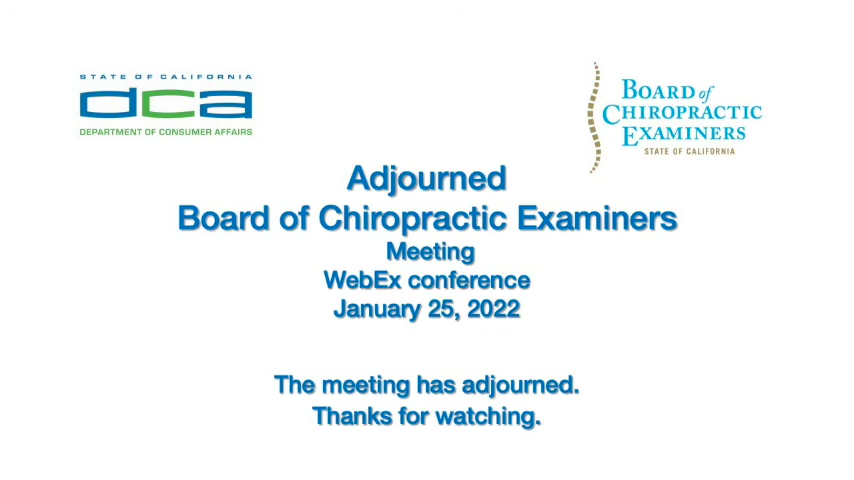 STATE OF CALIFORNIA
dca
DEPARTMENT OF CONSUMER AFFAIRS
BOARD of
CHIROPRACTIC
EXAMINERS
STATE OF CALIFORNIA
Adjourned
Board of Chiropractic Examiners
Meeting
WebEx conference
January 25, 2022
The meeting has adjourned.
Thanks for watching.